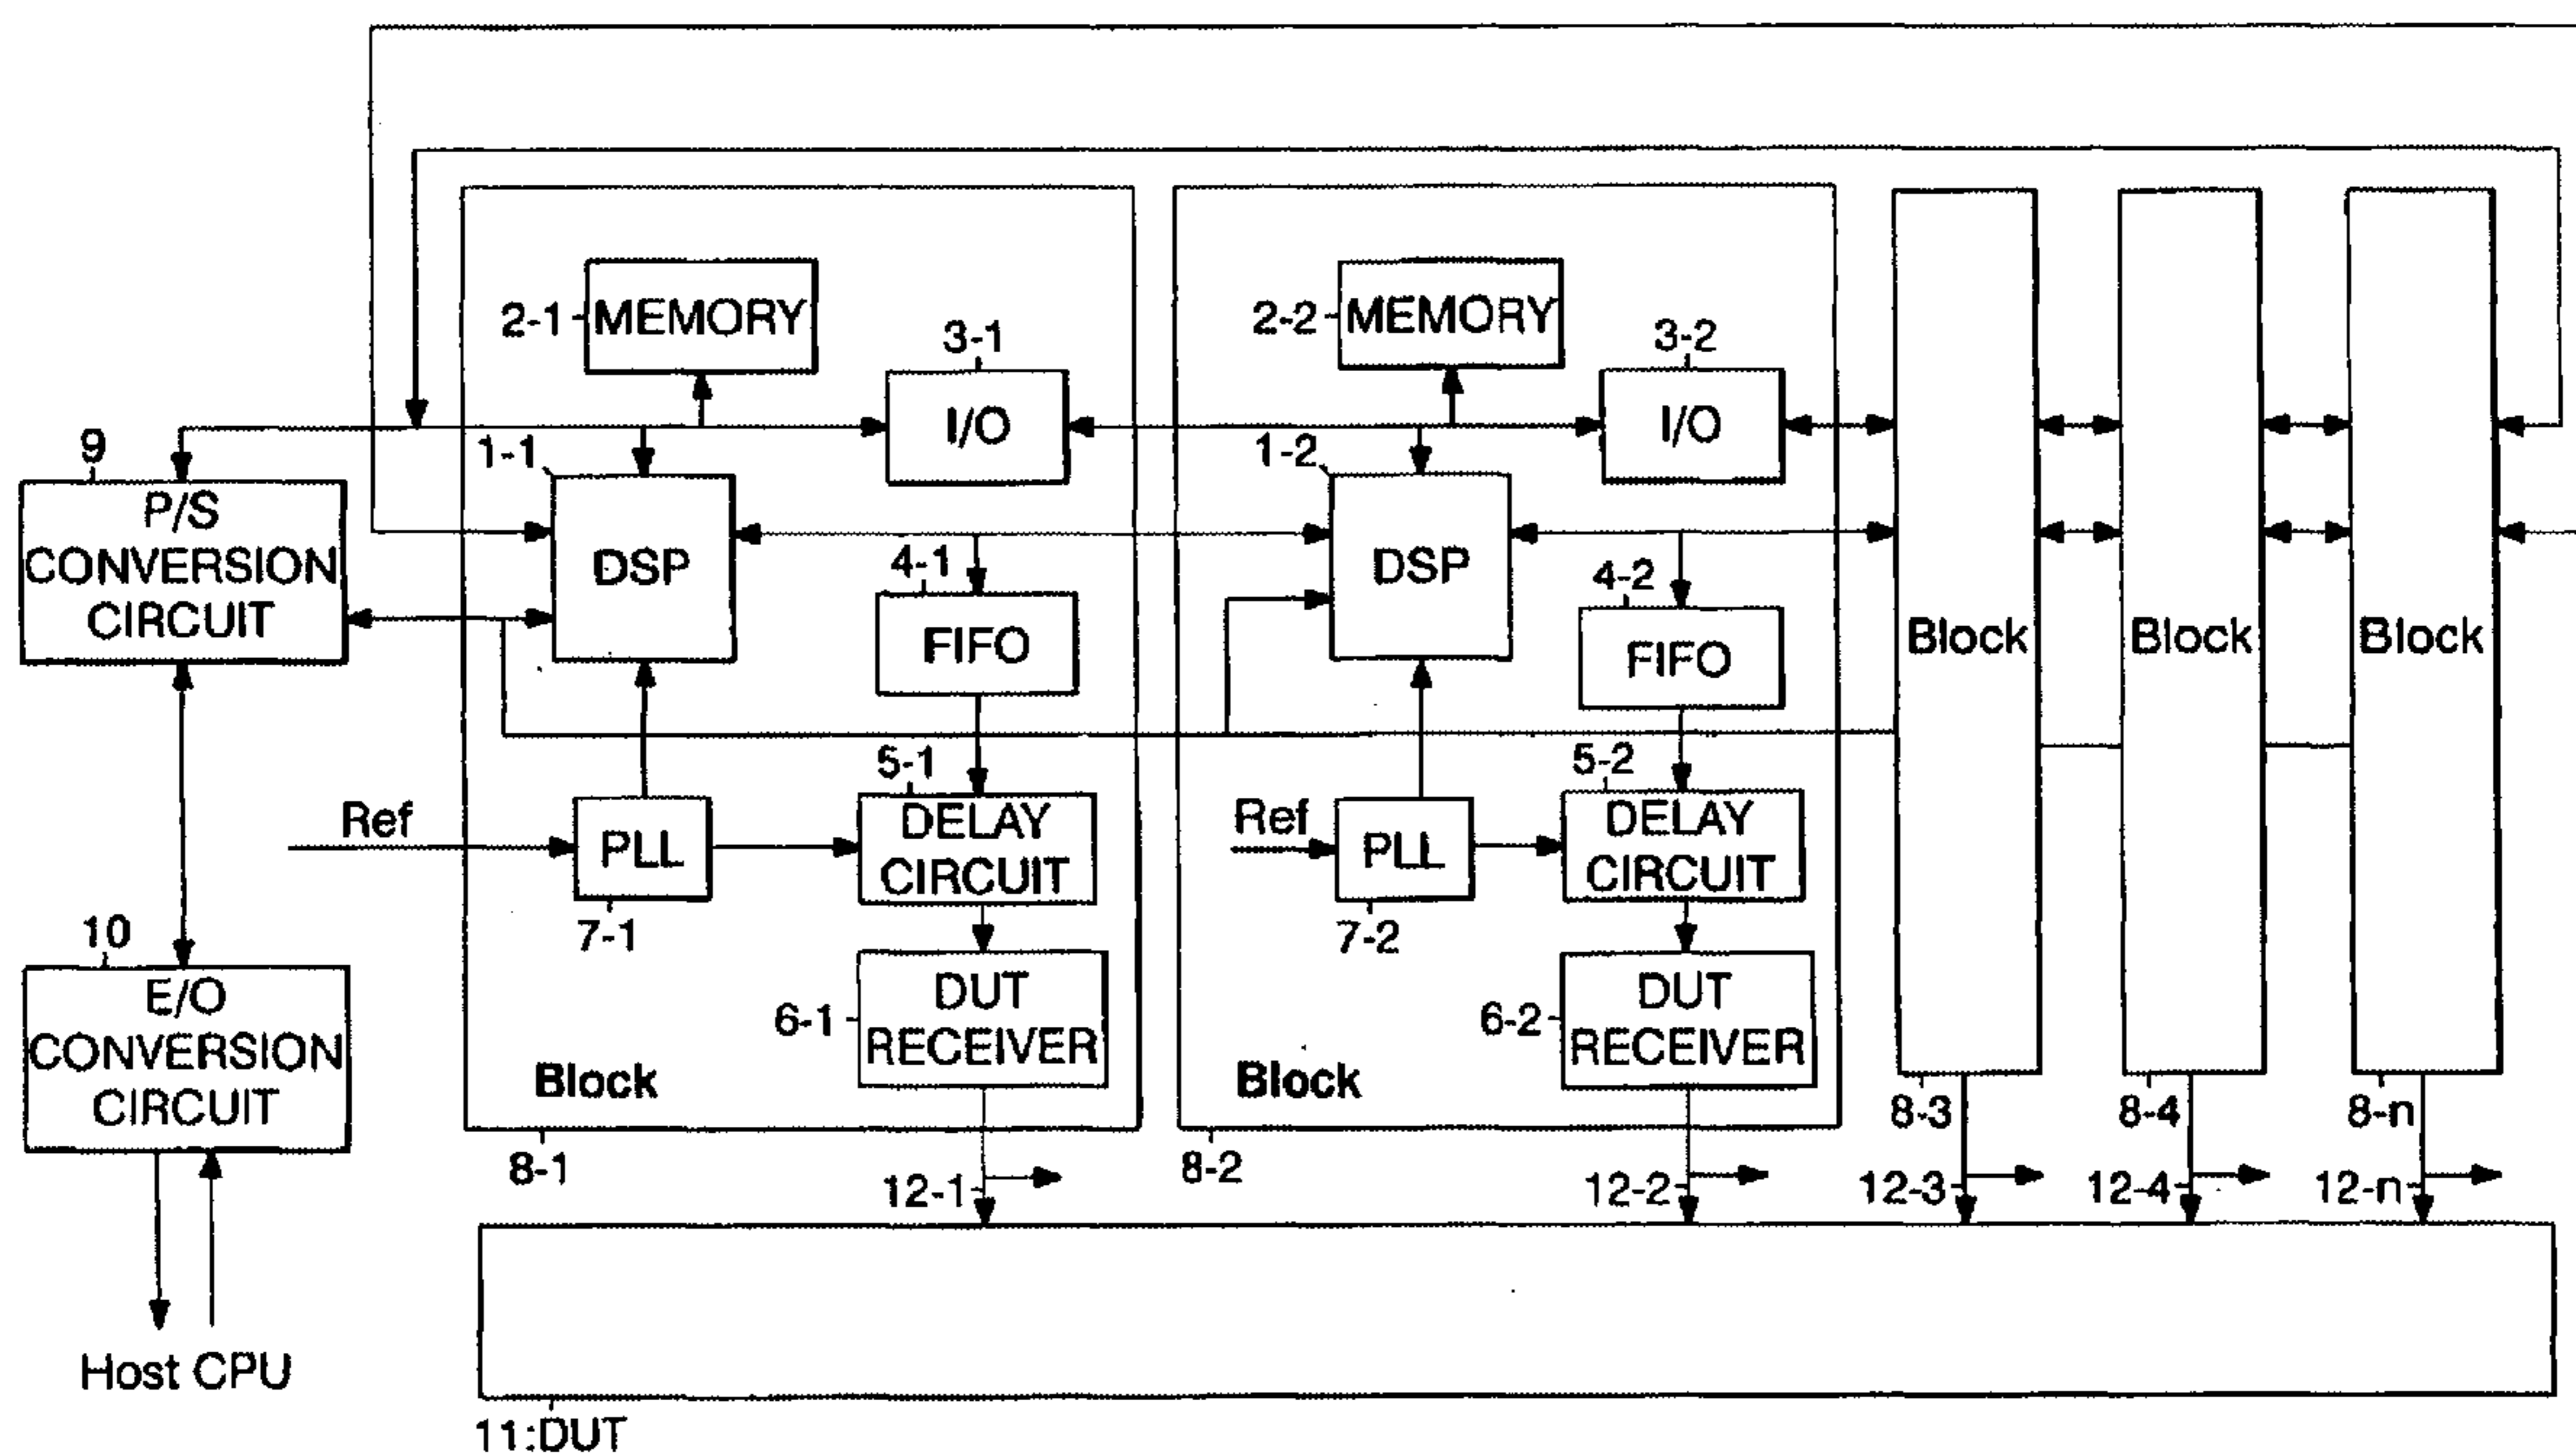 2-1
MEMORY
3-1
I/O
2-2
MEMORY
3-2
I/O
9
P/S
CONVERSION
CIRCUIT
1-1
DSP
4-1
FIFO
1-2
DSP
4-2
FIFO
Block
Block
Block
Ref
PLL
7-1
5-1
DELAY
CIRCUIT
Ref
PLL
7-2
5-2
DELAY
CIRCUIT
10
E/O
CONVERSION
CIRCUIT
6-1
DUT
RECEIVER
Block
6-2
DUT
RECEIVER
Block
8-1
12-1
8-2
12-2
8-3
12-3
8-4
12-4
8-n
12-n
Host CPU
11:DUT